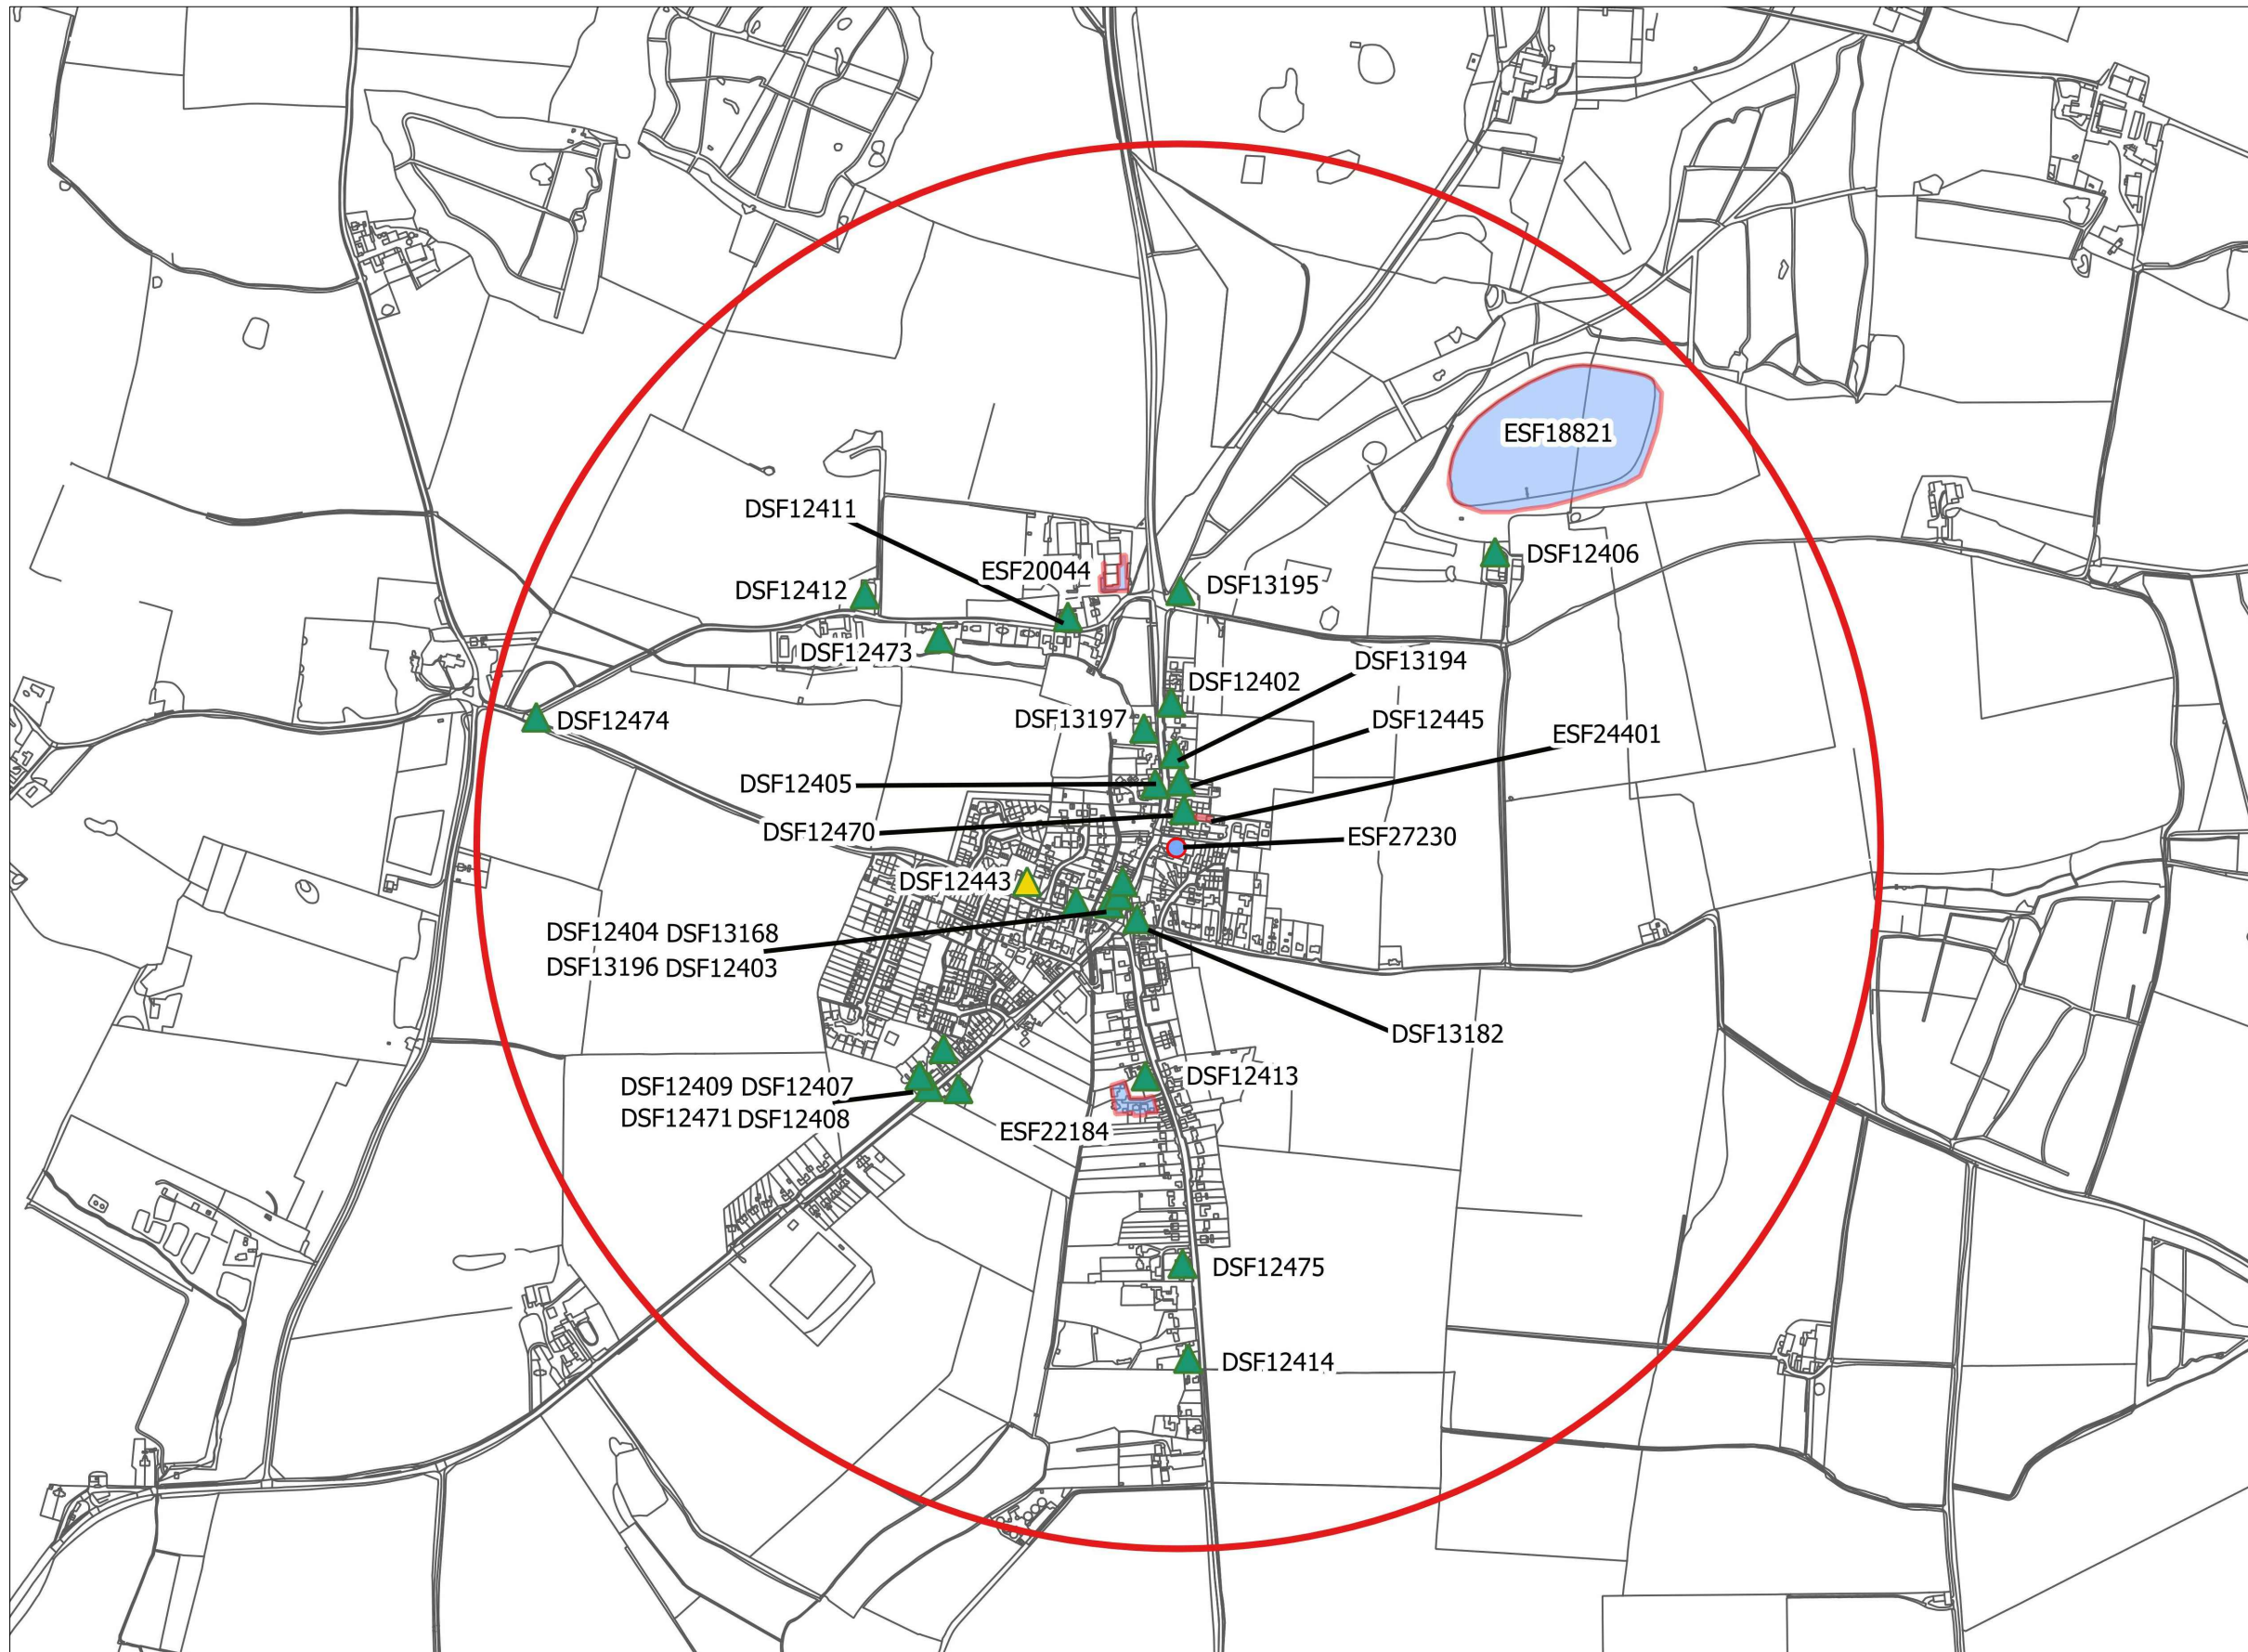 ESF18821
DSF12411
DSF12406
ESF20044
DSF13195
DSF12412
DSF12473
DSF13194
DSF12402
DSF12474
DSF13197
DSF12445
ESF24401
DSF12405
DSF12470
ESF27230
DSF12443
DSF12404 DSF13168
DSF13196 DSF12403
DSF13182
DSF12413
DSF12409 DSF12407
DSF12471 DSF12408
ESF22184
DSF12475
DSF12414